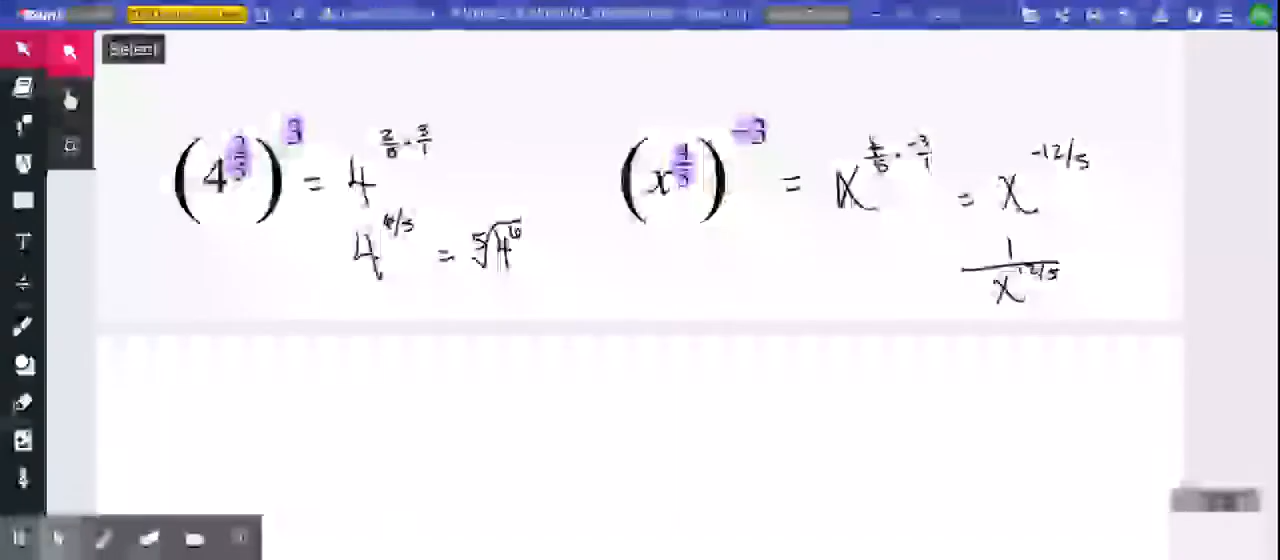 Select
(4^{2/5})^3 = 4^{2/5 · 3/1}
4^{6/5} = ⁵√4^6
(x^{4/5})^{-3} = x^{4/5 · -3/1} = x^{-12/5}
1/x^{12/5}